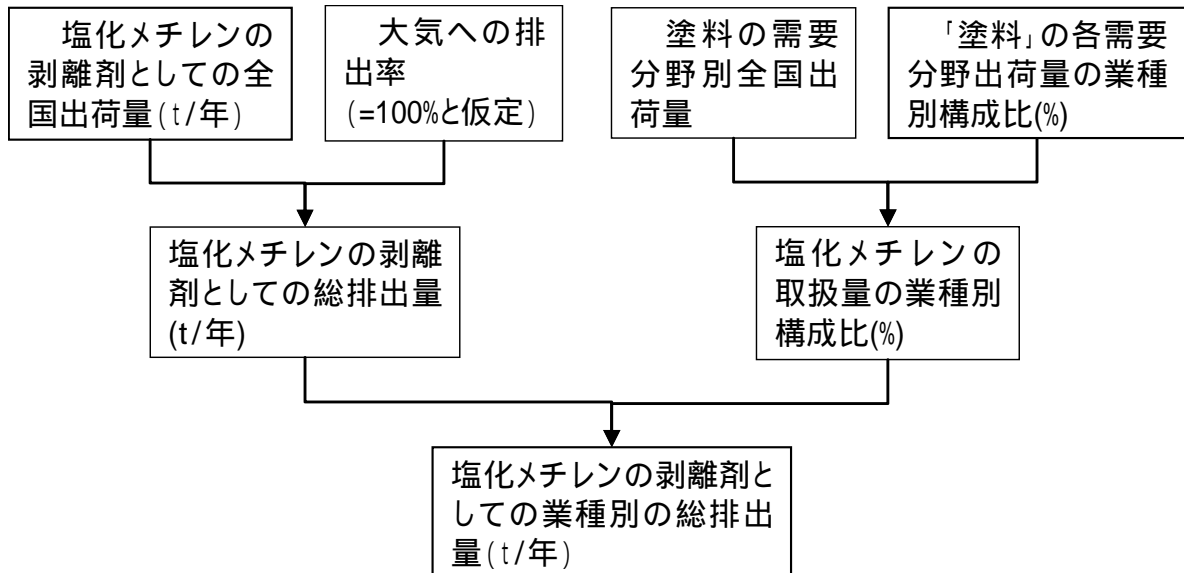 塩化メチレンの
剥離剤としての全
国出荷量(t/年)
大気への排
出率
(=100%と仮定)
塗料の需要
分野別全国出
荷量
「塗料」の各需要
分野出荷量の業種
別構成比(%)
塩化メチレンの剥離
剤としての総排出量
(t/年)
塩化メチレンの
取扱量の業種別
構成比(%)
塩化メチレンの剥離剤と
しての業種別の総排出
量(t/年)